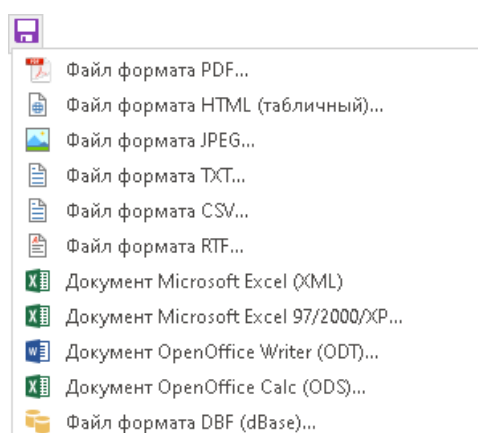 Файл формата PDF...
Файл формата HTML (табличный)...
Файл формата JPEG...
Файл формата TXT...
Файл формата CSV...
Файл формата RTF...
Документ Microsoft Excel (XML)
Документ Microsoft Excel 97/2000/XP...
Документ OpenOffice Writer (ODT)...
Документ OpenOffice Calc (ODS)...
Файл формата DBF (dBase)...